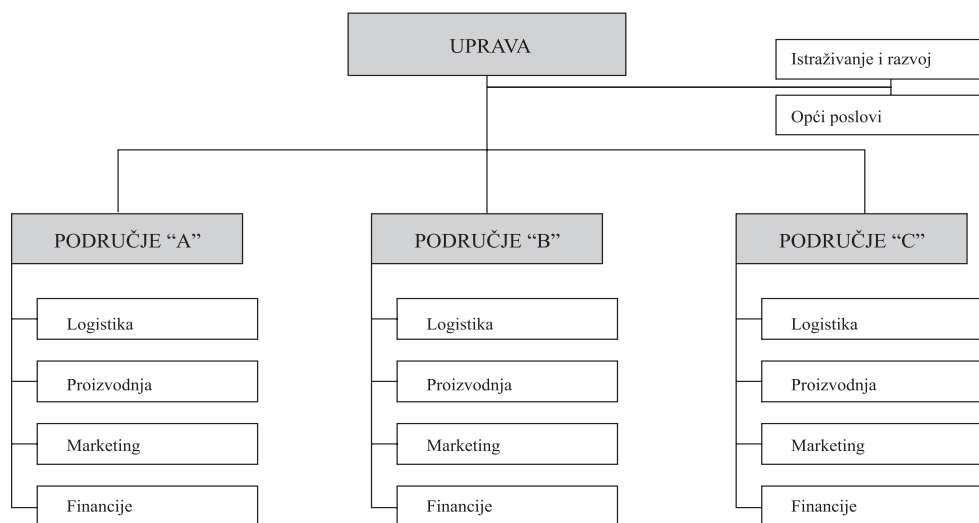 UPRAVA
Istraživanje i razvoj
Opći poslovi
PODRUČJE “A”
Logistika
Proizvodnja
Marketing
Financije
PODRUČJE “B”
Logistika
Proizvodnja
Marketing
Financije
PODRUČJE “C”
Logistika
Proizvodnja
Marketing
Financije